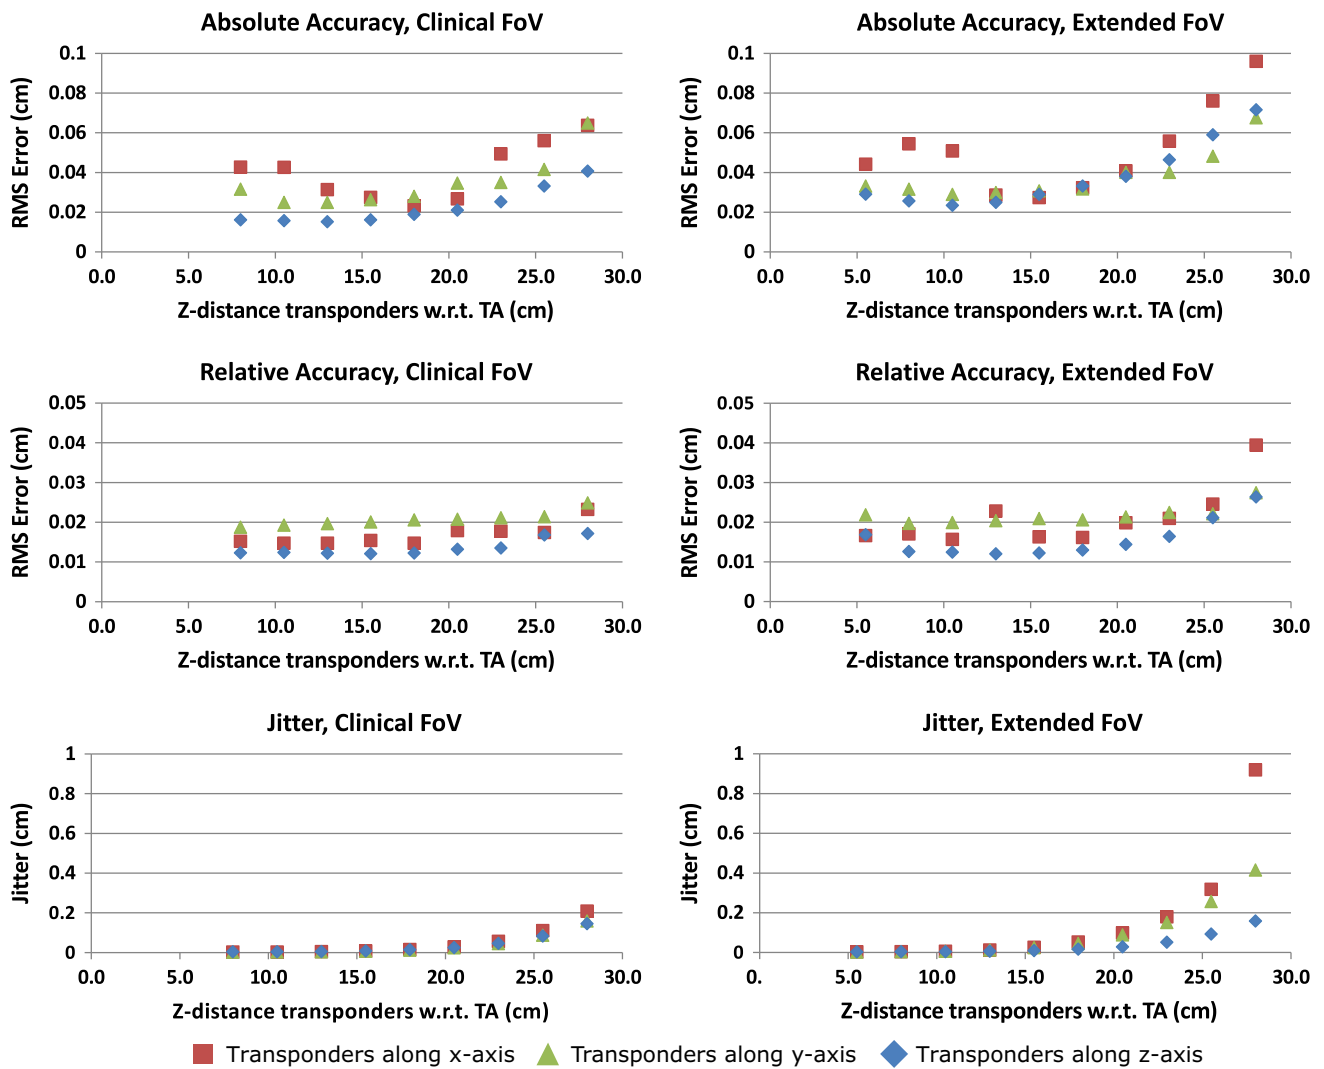 Absolute Accuracy, Clinical FoV
RMS Error (cm)
0.1
0.08
0.06
0.04
0.02
0
0.0 5.0 10.0 15.0 20.0 25.0 30.0
Z-distance transponders w.r.t. TA (cm)
Absolute Accuracy, Extended FoV
RMS Error (cm)
0.1
0.08
0.06
0.04
0.02
0
0.0 5.0 10.0 15.0 20.0 25.0 30.0
Z-distance transponders w.r.t. TA (cm)
Relative Accuracy, Clinical FoV
RMS Error (cm)
0.05
0.04
0.03
0.02
0.01
0
0.0 5.0 10.0 15.0 20.0 25.0 30.0
Z-distance transponders w.r.t. TA (cm)
Relative Accuracy, Extended FoV
RMS Error (cm)
0.05
0.04
0.03
0.02
0.01
0
0.0 5.0 10.0 15.0 20.0 25.0 30.0
Z-distance transponders w.r.t. TA (cm)
Jitter, Clinical FoV
Jitter (cm)
1
0.8
0.6
0.4
0.2
0
0.0 5.0 10.0 15.0 20.0 25.0 30.0
Z-distance transponders w.r.t. TA (cm)
Jitter, Extended FoV
Jitter (cm)
1
0.8
0.6
0.4
0.2
0
0. 5.0 10.0 15.0 20.0 25.0 30.0
Z-distance transponders w.r.t. TA (cm)
Transponders along x-axis Transponders along y-axis Transponders along z-axis